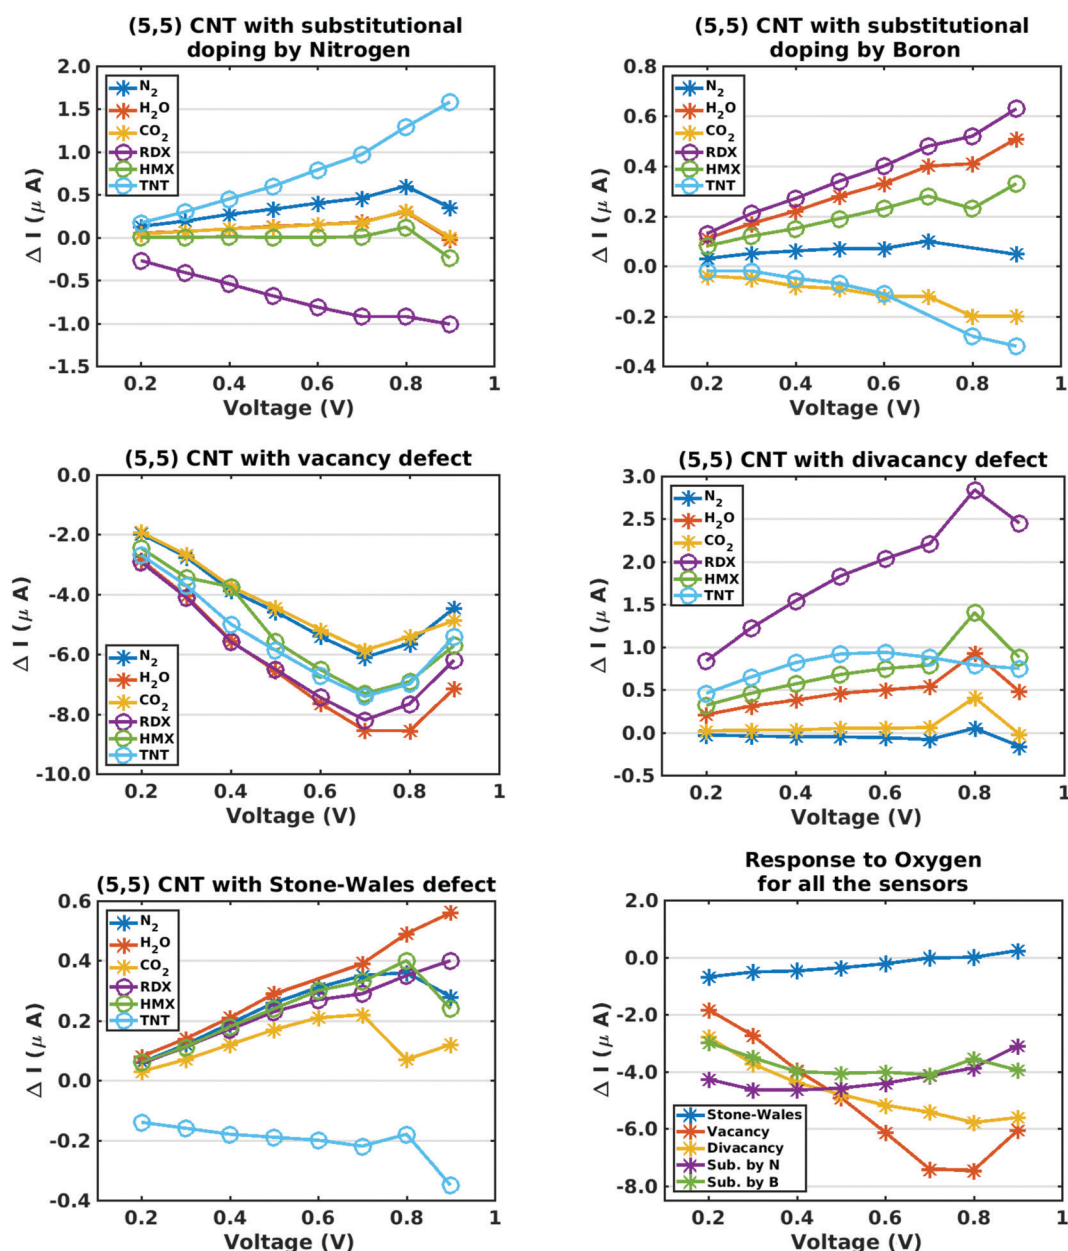 (5,5) CNT with substitutional
doping by Nitrogen
2.0
1.5
1.0
0.5
0.0
-0.5
-1.0
-1.5
Δ I (μ A)
N2
H2O
CO2
RDX
HMX
TNT
0.2 0.4 0.6 0.8 1
Voltage (V)
(5,5) CNT with substitutional
doping by Boron
0.8
0.6
0.4
0.2
0.0
-0.2
-0.4
Δ I (μ A)
N2
H2O
CO2
RDX
HMX
TNT
0.2 0.4 0.6 0.8 1
Voltage (V)
(5,5) CNT with vacancy defect
0.0
-2.0
-4.0
-6.0
-8.0
-10.0
Δ I (μ A)
N2
H2O
CO2
RDX
HMX
TNT
0.2 0.4 0.6 0.8 1
Voltage (V)
(5,5) CNT with divacancy defect
3.0
2.5
2.0
1.5
1.0
0.5
0.0
-0.5
Δ I (μ A)
N2
H2O
CO2
RDX
HMX
TNT
0.2 0.4 0.6 0.8 1
Voltage (V)
(5,5) CNT with Stone-Wales defect
0.6
0.4
0.2
0.0
-0.2
-0.4
Δ I (μ A)
N2
H2O
CO2
RDX
HMX
TNT
0.2 0.4 0.6 0.8 1
Voltage (V)
Response to Oxygen
for all the sensors
2.0
0.0
-2.0
-4.0
-6.0
-8.0
Δ I (μ A)
Stone-Wales
Vacancy
Divacancy
Sub. by N
Sub. by B
0.2 0.4 0.6 0.8 1
Voltage (V)